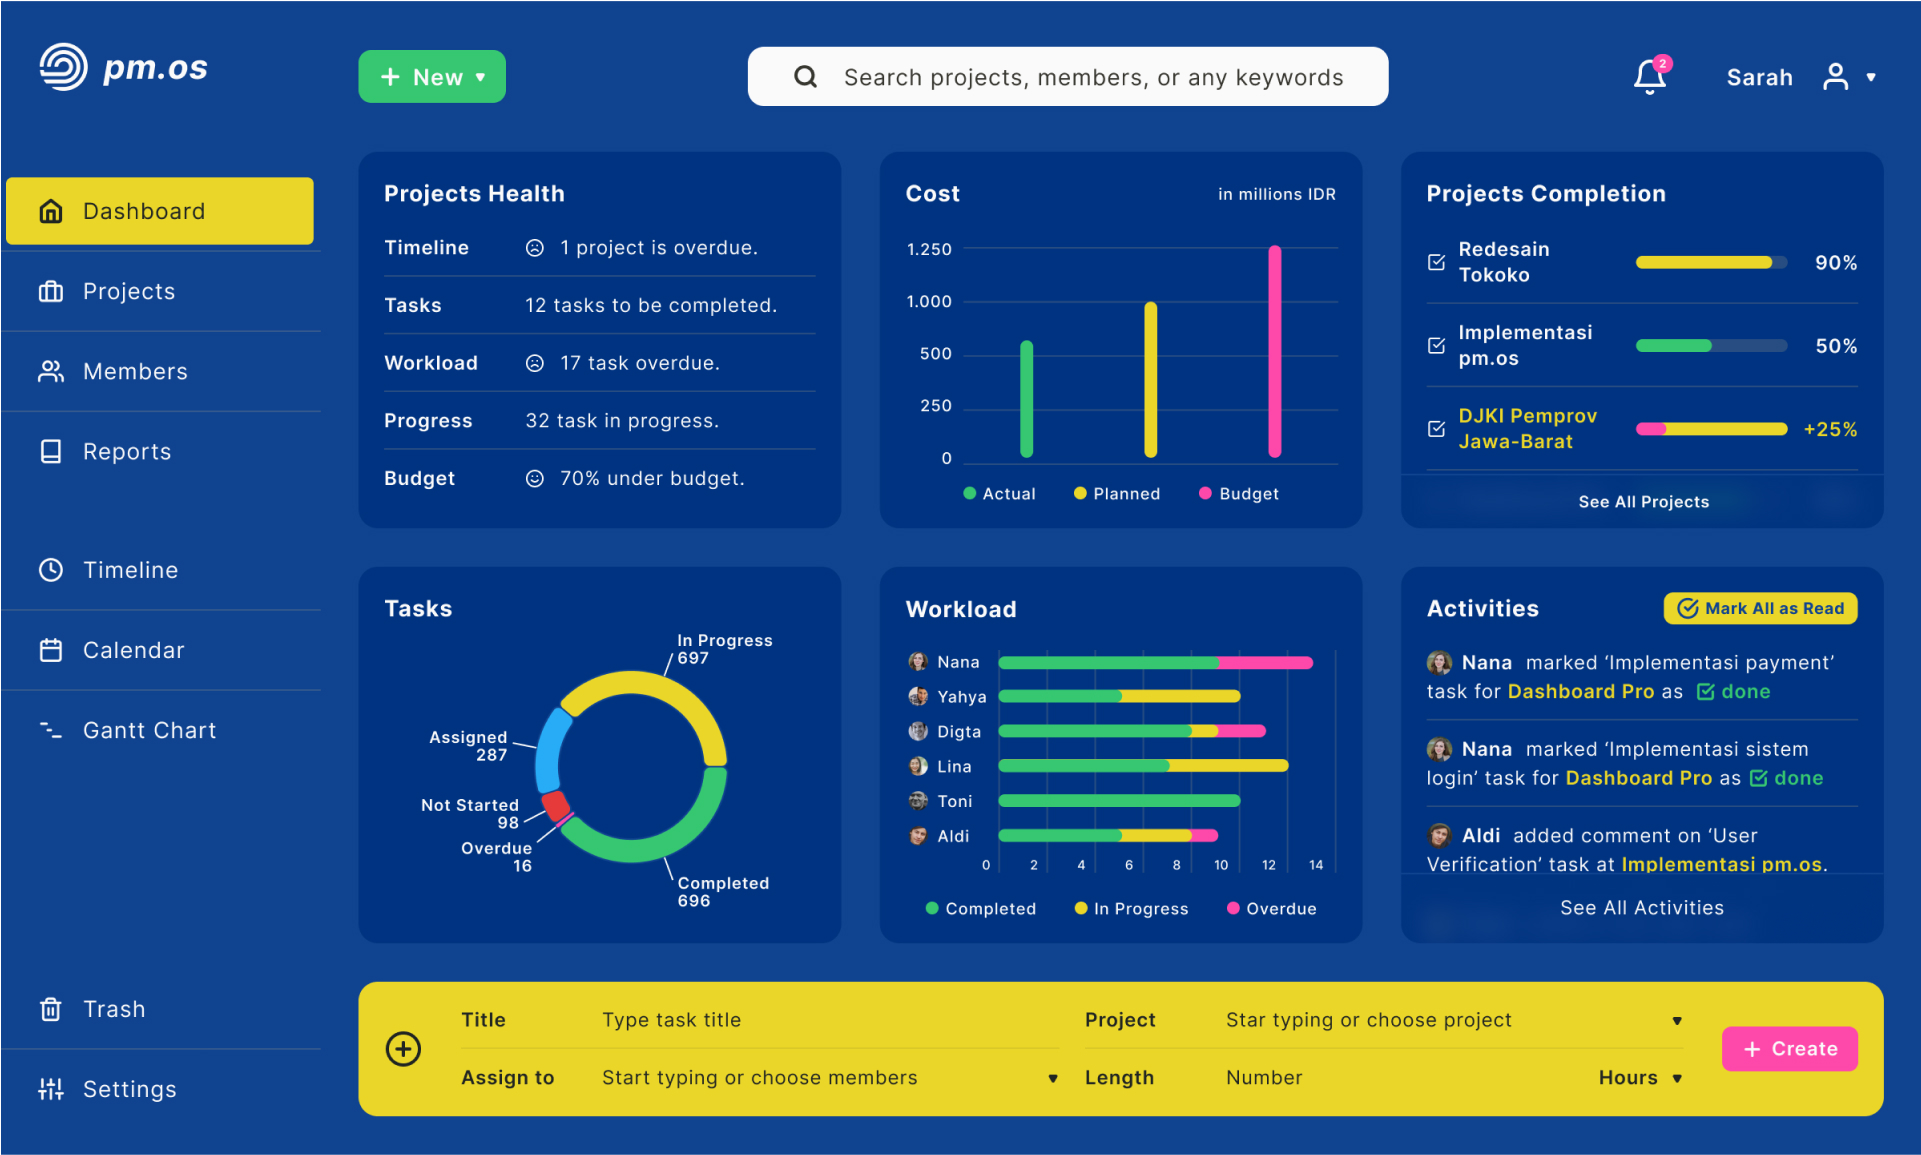 pm.os
+ New
Search projects, members, or any keywords
2
Sarah
Dashboard
Projects
Members
Reports
Timeline
Calendar
Gantt Chart
Trash
Settings
Projects Health
Timeline 1 project is overdue.
Tasks 12 tasks to be completed.
Workload 17 task overdue.
Progress 32 task in progress.
Budget 70% under budget.
Cost in millions IDR
1.250
1.000
500
250
0
Actual Planned Budget
Projects Completion
Redesain
Tokoko
90%
Implementasi
pm.os
50%
DJKI Pemprov
Jawa-Barat
+25%
See All Projects
Tasks
In Progress
697
Assigned
287
Not Started
98
Overdue
16
Completed
696
Workload
Nana
Yahya
Digta
Lina
Toni
Aldi
0 2 4 6 8 10 12 14
Completed In Progress Overdue
Activities
Mark All as Read
Nana marked ‘Implementasi payment’
task for Dashboard Pro as done
Nana marked ‘Implementasi sistem
login’ task for Dashboard Pro as done
Aldi added comment on ‘User
Verification’ task at Implementasi pm.os.
See All Activities
Title Type task title
Project Star typing or choose project
Assign to Start typing or choose members
Length Number Hours
+ Create